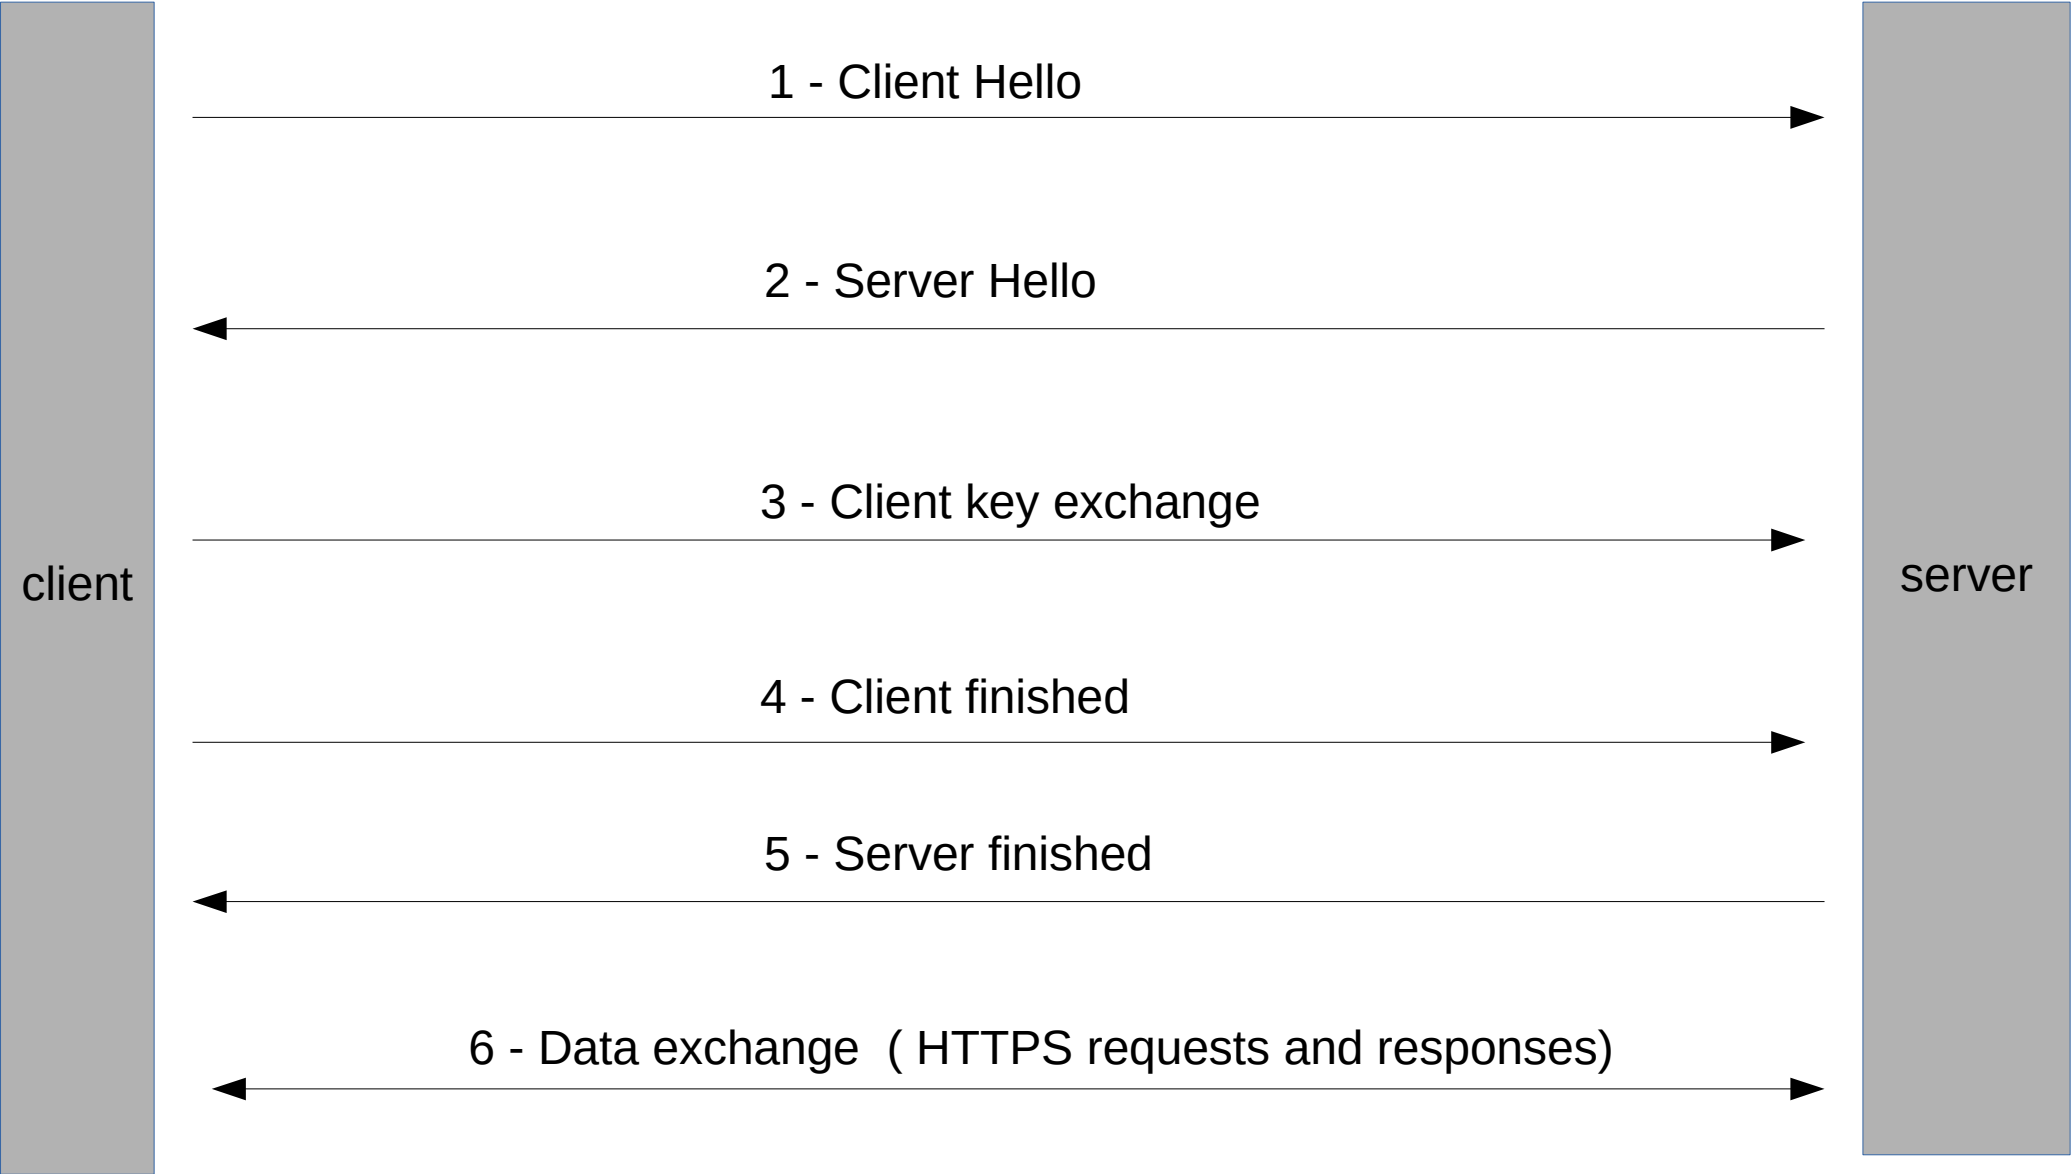 1 - Client Hello
2 - Server Hello
3 - Client key exchange
client
server
4 - Client finished
5 - Server finished
6 - Data exchange  ( HTTPS requests and responses)